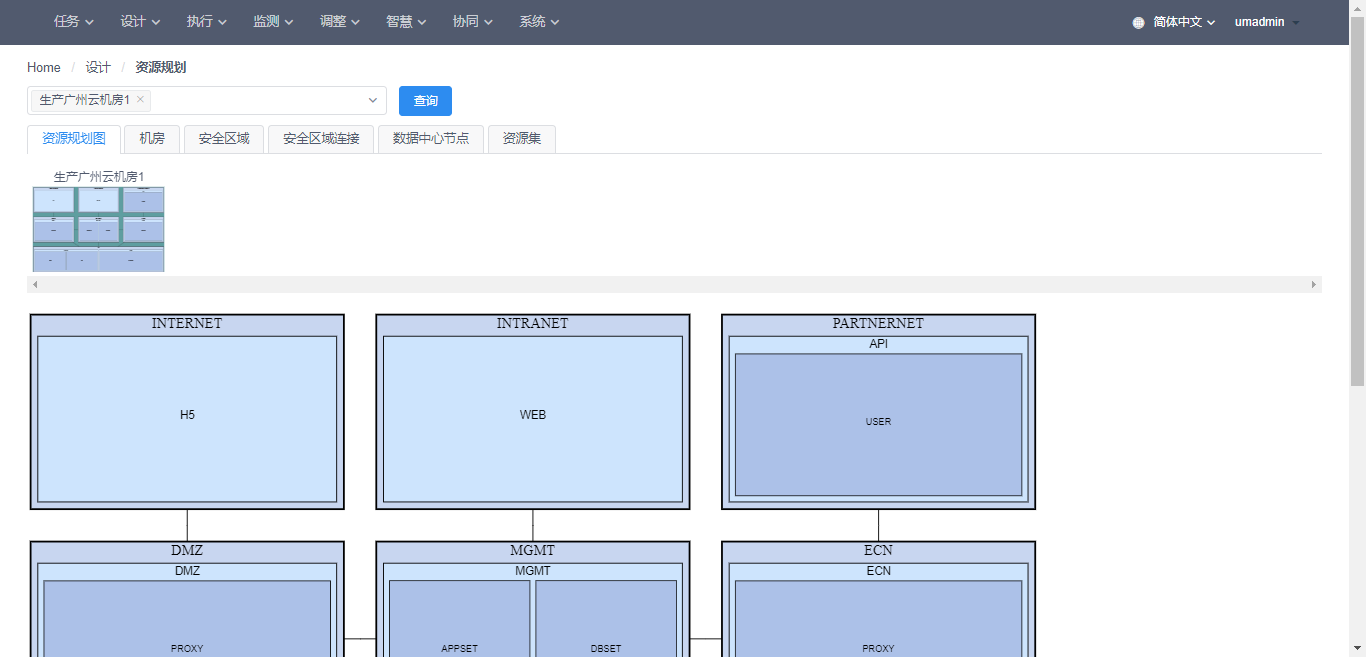 任务 设计 执行 监测 调整 智慧 协同 系统 简体中文 umadmin
Home / 设计 / 资源规划
生产广州云机房1 × 查询
资源规划图 机房 安全区域 安全区域连接 数据中心节点 资源集
生产广州云机房1
INTERNET INTRANET PARTNERNET
API
H5 WEB USER
DMZ MGMT ECN
DMZ MGMT ECN
PROXY APPSET DBSET PROXY